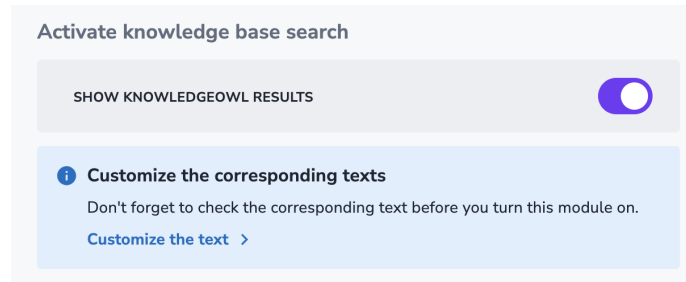 Activate knowledge base search
SHOW KNOWLEDGEOWL RESULTS
Customize the corresponding texts
Don't forget to check the corresponding text before you turn this module on.
Customize the text